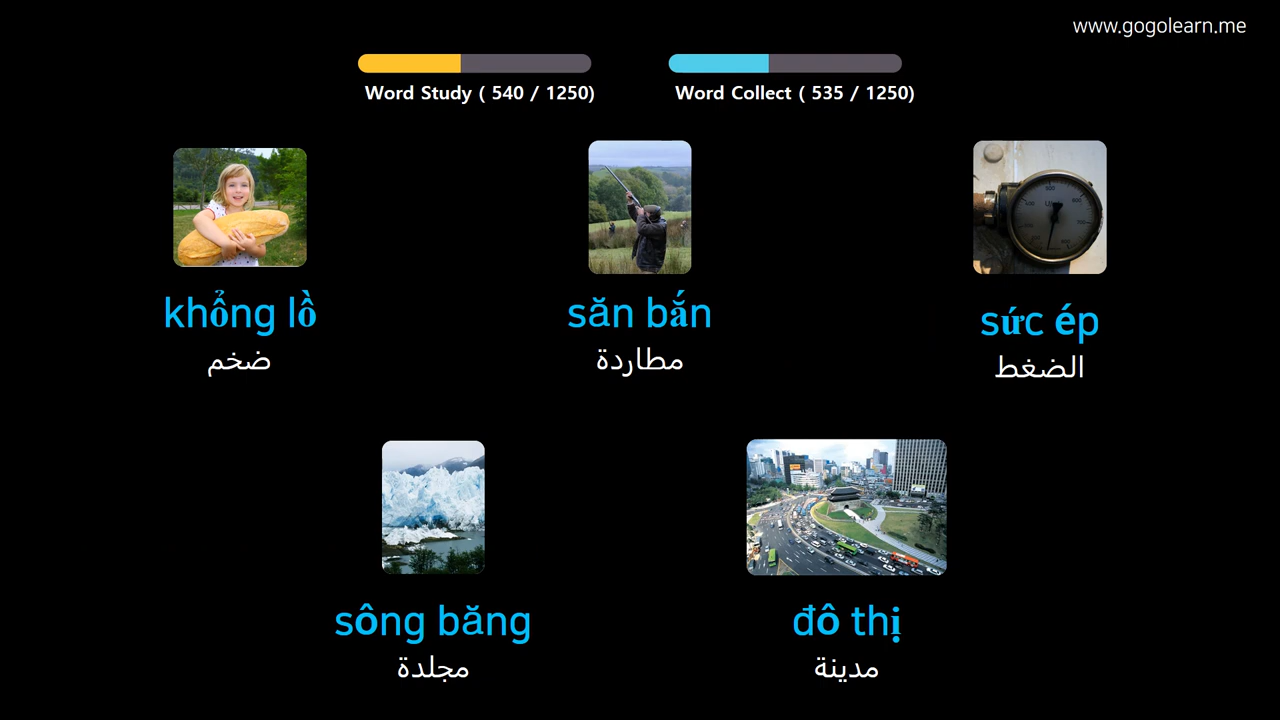 www.gogolearn.me
Word Study ( 540 / 1250)
Word Collect ( 535 / 1250)
khổng lồ
ضخم
săn bắn
مطاردة
sức ép
الضغط
sông băng
مجلدة
đô thị
مدينة